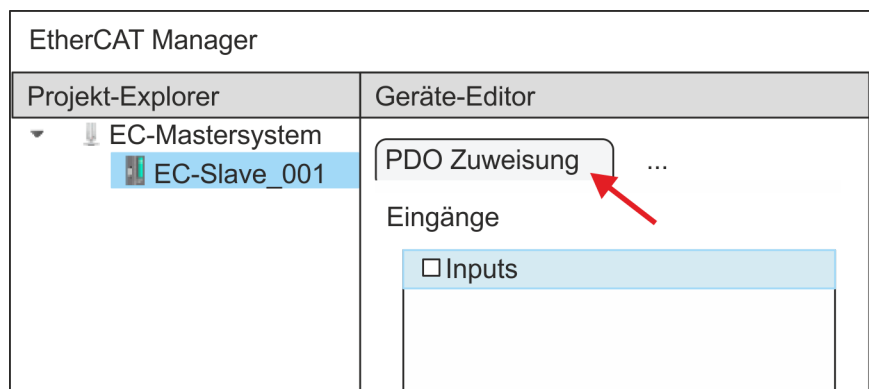 EtherCAT Manager
Projekt-Explorer
Geräte-Editor
EC-Mastersystem
EC-Slave_001
PDO Zuweisung
...
Eingänge
Inputs